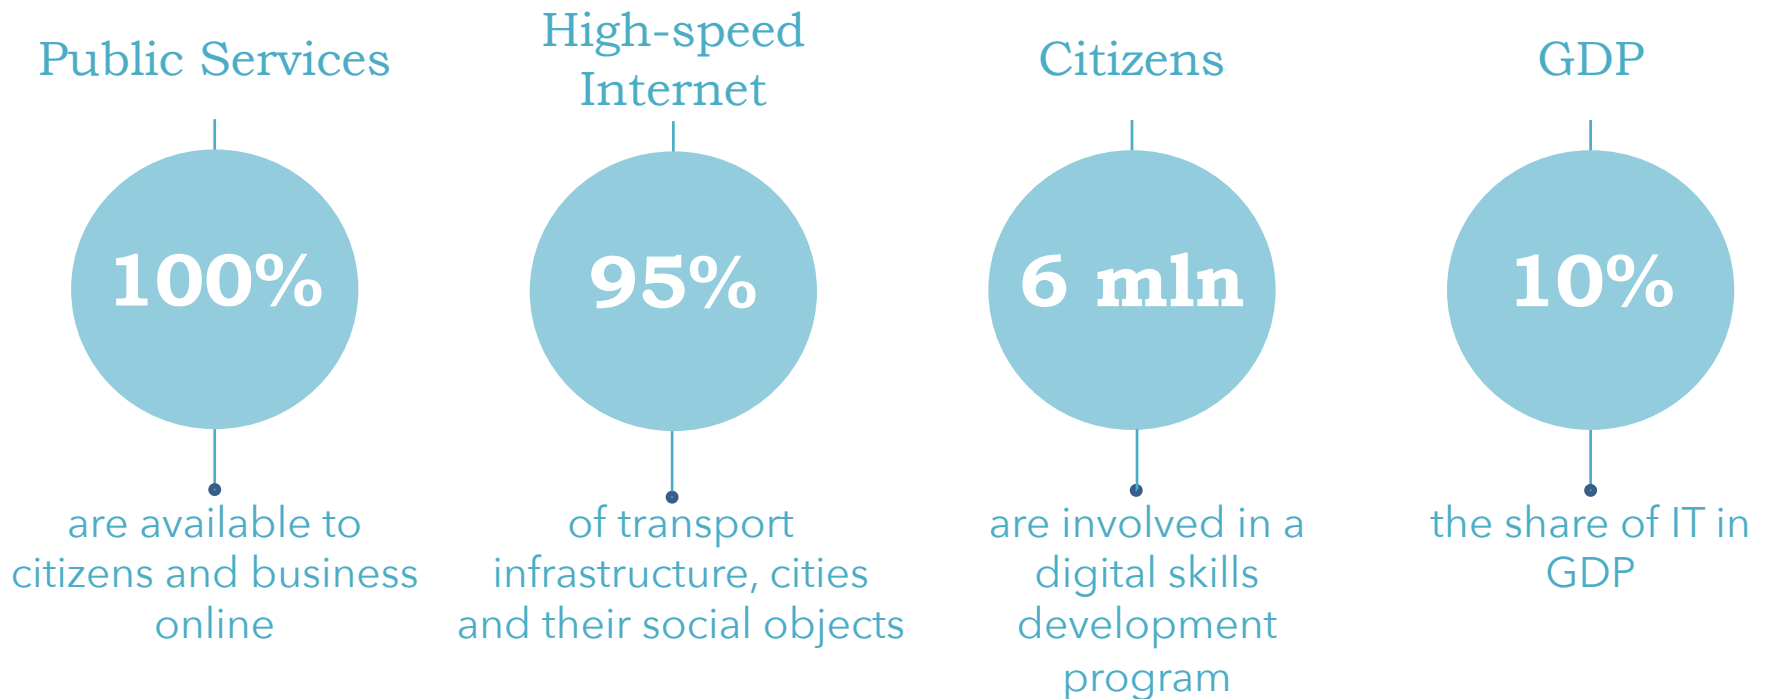 Public Services
100%
are available to
citizens and business
online
High-speed
Internet
95%
of transport
infrastructure, cities
and their social objects
Citizens
6 mln
are involved in a
digital skills
development
program
GDP
10%
the share of IT in
GDP